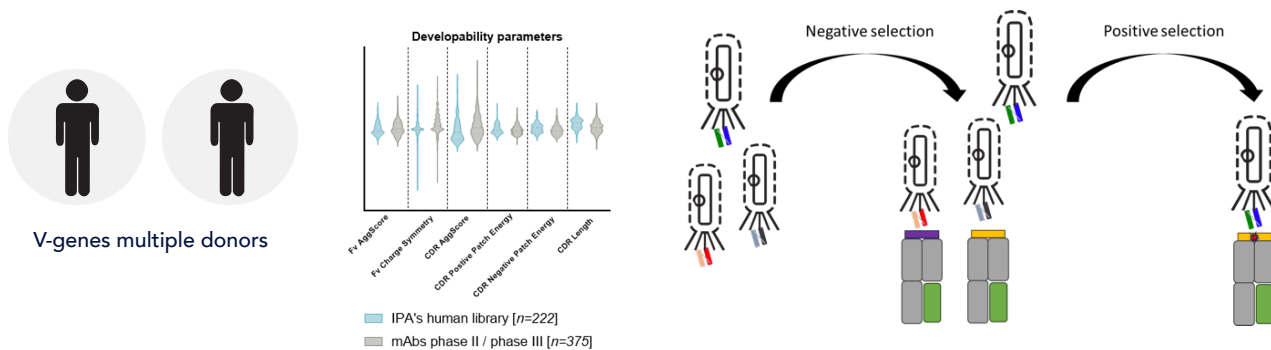 V-genes multiple donors
Developability parameters
Fv AggScore
Fv Charge Symmetry
CDR AggScore
CDR Postive Patch Energy
CDR Negative Patch Energy
CDR Length
IPA's human library [n=222]
mAbs phase II / phase III [n=375]
Negative selection
Positive selection